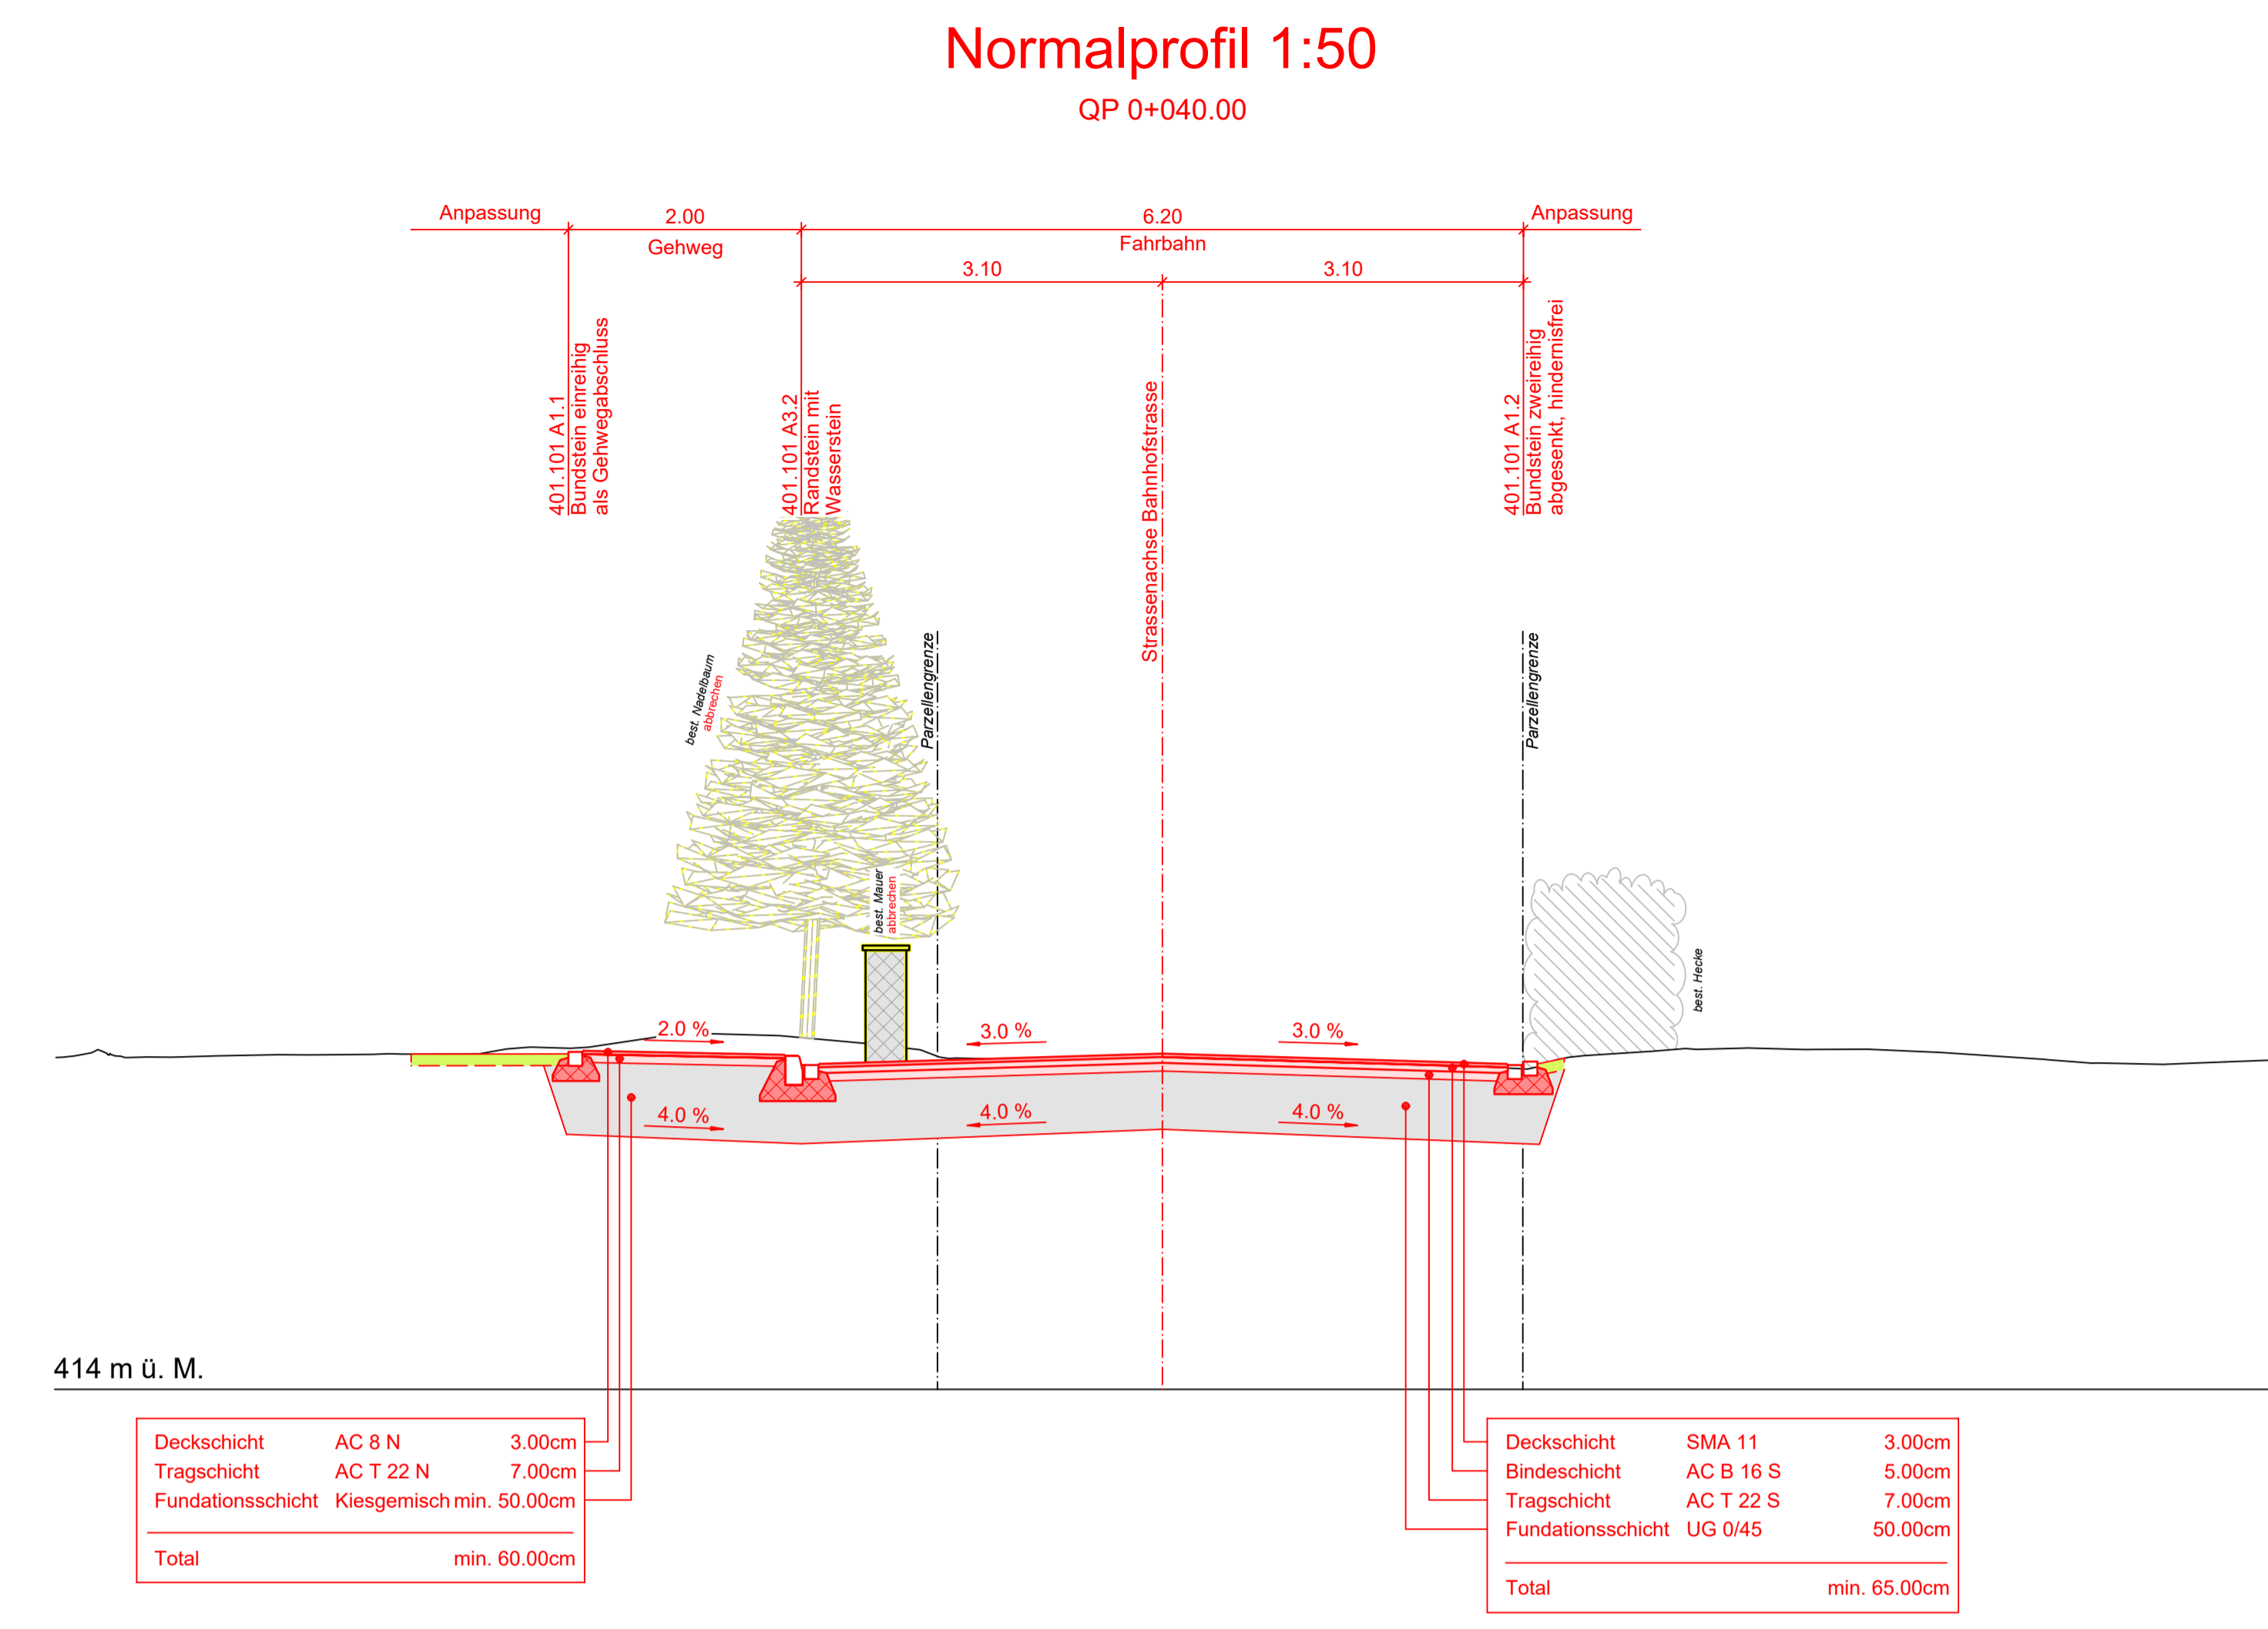 Normalprofil 1:50
QP 0+040.00
Anpassung
2.00
6.20
Anpassung
Gehweg
Fahrbahn
3.10
3.10
401.101 A1.1
Bundstein einreihig
als Gehwegabschluss
401.101 A3.2
Randstein mit
Wasserstein
Strassenachse Bahnhofstrasse
401.101 A1.2
Bundstein zweireihig
abgesenkt, hindernisfrei
best. Nadelbaum
abbrechen
Parzellengrenze
Parzellengrenze
best. Mauer
abbrechen
best. Hecke
2.0 %
3.0 %
3.0 %
4.0 %
4.0 %
4.0 %
414 m ü. M.
Deckschicht AC 8 N 3.00cm
Tragschicht AC T 22 N 7.00cm
Fundationsschicht Kiesgemisch min. 50.00cm
Total min. 60.00cm
Deckschicht SMA 11 3.00cm
Bindeschicht AC B 16 S 5.00cm
Tragschicht AC T 22 S 7.00cm
Fundationsschicht UG 0/45 50.00cm
Total min. 65.00cm